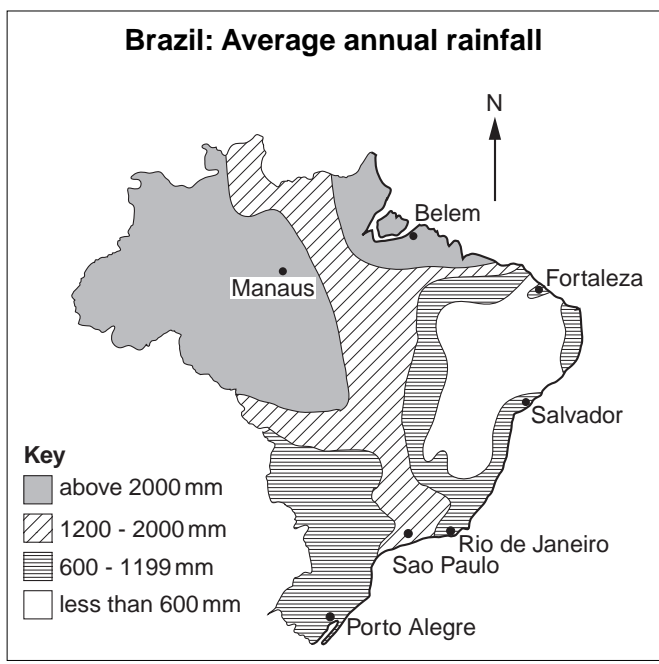 Brazil: Average annual rainfall
N
Belem
Manaus
Fortaleza
Salvador
Rio de Janeiro
Sao Paulo
Porto Alegre
Key
above 2000 mm
1200 - 2000 mm
600 - 1199 mm
less than 600 mm